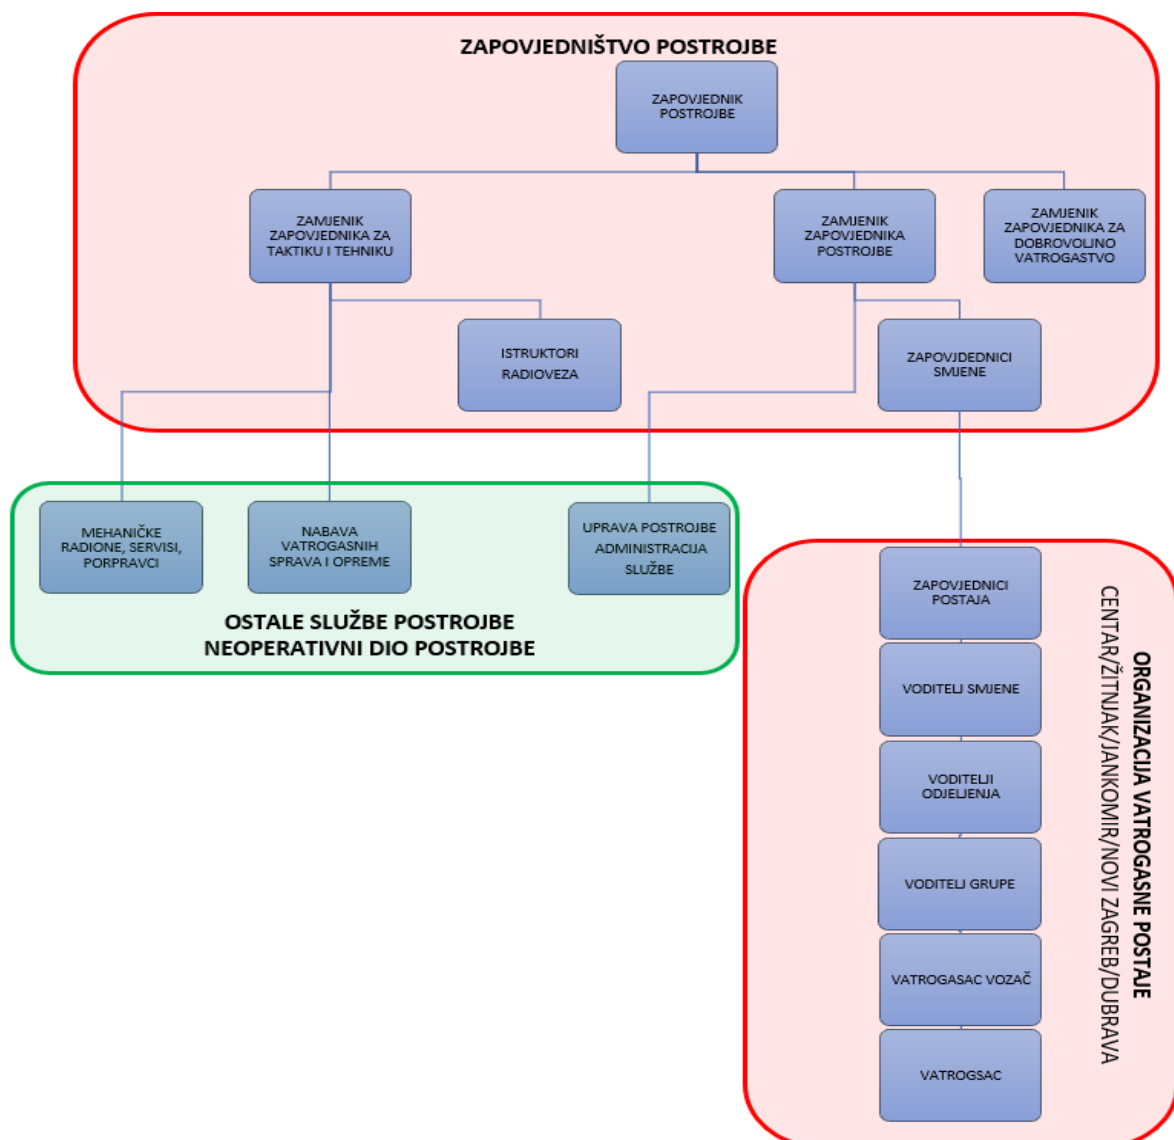 ZAPOVJEDNIŠTVO POSTROJBE
ZAPOVJEDNIK
POSTROJBE
ZAMJENIK
ZAPOVJEDNIKA ZA
TAKTIKU I TEHNIKU
ZAMJENIK
ZAPOVJEDNIKA
POSTROJBE
ZAMJENIK
ZAPOVJEDNIKA ZA
DOBROVOLJNO
VATROGASTVO
ISTRUKTORI
RADIOVEZA
ZAPOVJDEDNICI
SMJENE
MEHANIČKE
RADIONE, SERVISI,
PORPRAVCI
NABAVA
VATROGASNIH
SPRAVA I OPREME
UPRAVA POSTROJBE
ADMINISTRACIJA
SLUŽBE
OSTALE SLUŽBE POSTROJBE
NEOPERATIVNI DIO POSTROJBE
ZAPOVJEDNICI
POSTAJA
VODITELJ SMJENE
VODITELJI
ODJELJENJA
VODITELJ GRUPE
VATROGASAC VOZAČ
VATROGSAC
ORGANIZACIJA VATROGASNE POSTAJE
CENTAR/ŽITNJAK/JANKOMIR/NOVI ZAGREB/DUBRAVA